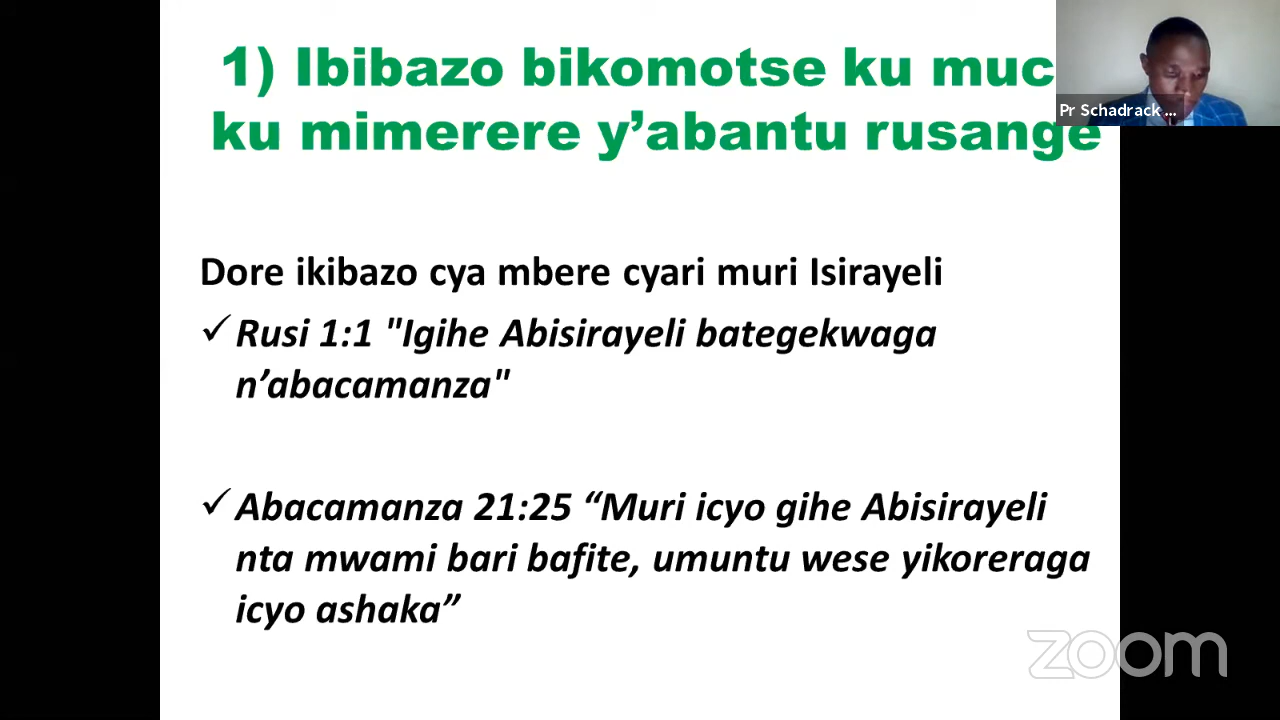 1) Ibibazo bikomotse ku muc
ku mimerere y’abantu rusange
Pr Schadrack ...
Dore ikibazo cya mbere cyari muri Isirayeli
✓ Rusi 1:1 "Igihe Abisirayeli bategekwaga
n’abacamanza"
✓ Abacamanza 21:25 “Muri icyo gihe Abisirayeli
nta mwami bari bafite, umuntu wese yikoreraga
icyo ashaka”
zoom